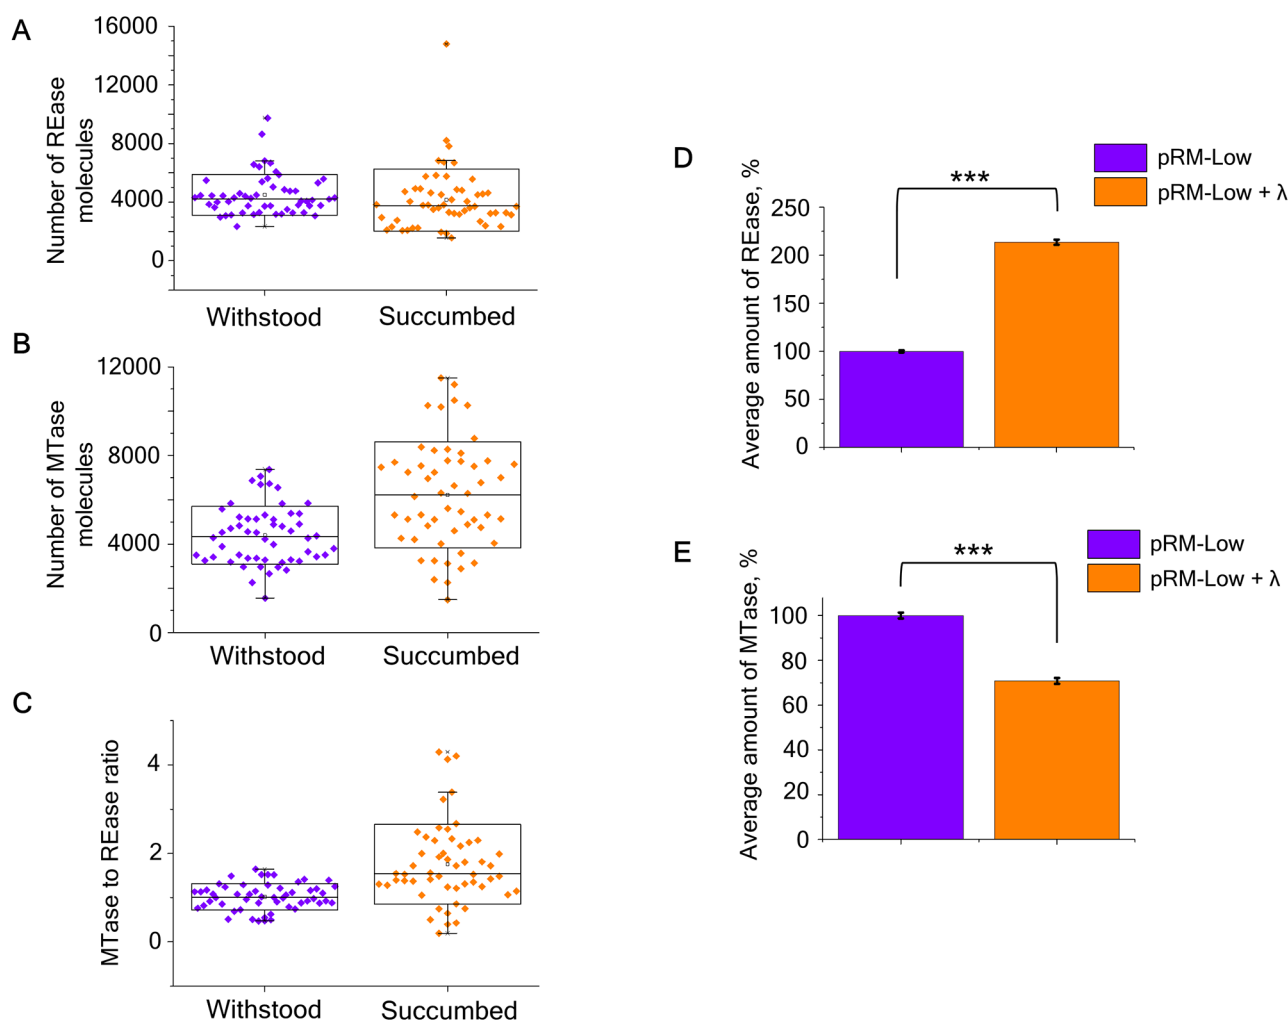 A
Number of REase
molecules
16000
12000
8000
4000
0
Withstood
Succumbed
B
Number of MTase
molecules
12000
8000
4000
0
Withstood
Succumbed
C
MTase to REase ratio
4
2
0
Withstood
Succumbed
D
pRM-Low
pRM-Low + λ
Average amount of REase, %
250
200
150
100
50
0
***
E
pRM-Low
pRM-Low + λ
Average amount of MTase, %
100
80
60
40
20
0
***